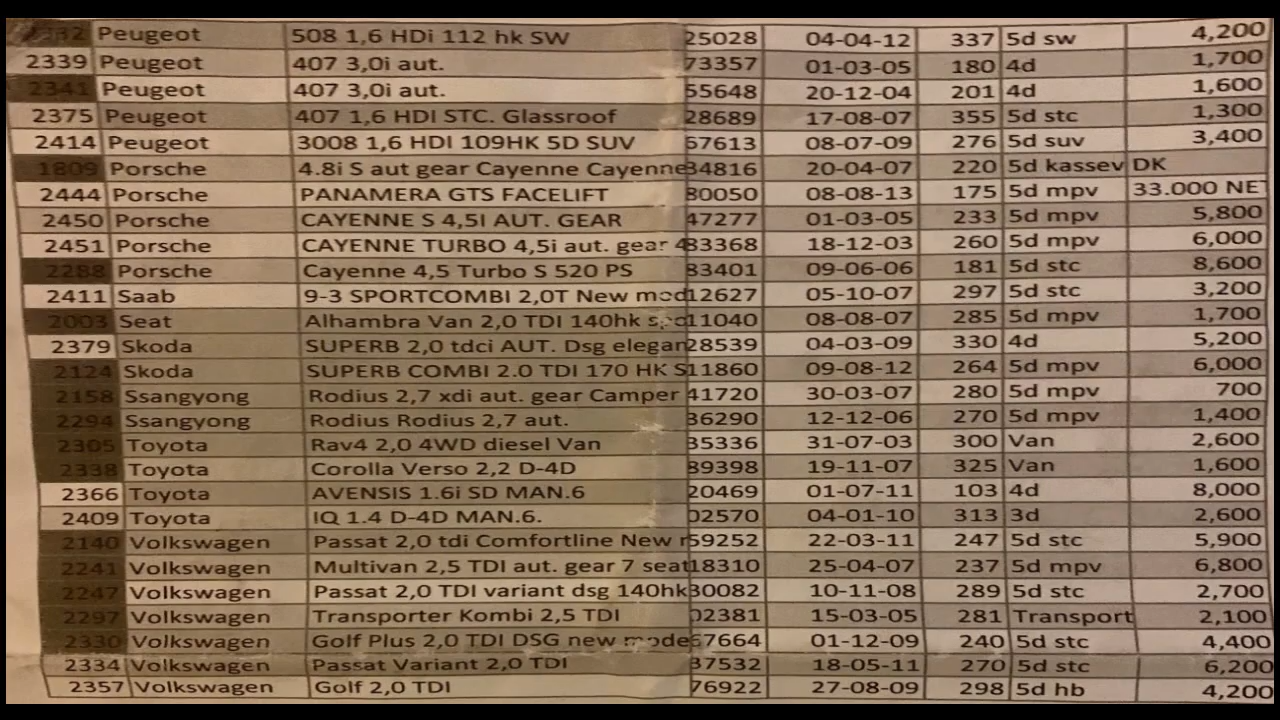 2332 Peugeot 508 1,6 HDi 112 hk SW 25028 04-04-12 337 5d sw 4,200
2339 Peugeot 407 3,0i aut. 73357 01-03-05 180 4d 1,700
2341 Peugeot 407 3,0i aut. 55648 20-12-04 201 4d 1,600
2375 Peugeot 407 1,6 HDI STC. Glassroof 28689 17-08-07 355 5d stc 1,300
2414 Peugeot 3008 1,6 HDI 109HK 5D SUV 57613 08-07-09 276 5d suv 3,400
1809 Porsche 4.8i S aut gear Cayenne Cayenne 34816 20-04-07 220 5d kassev DK
2444 Porsche PANAMERA GTS FACELIFT 80050 08-08-13 175 5d mpv 33.000 NET
2450 Porsche CAYENNE S 4,5I AUT. GEAR 47277 01-03-05 233 5d mpv 5,800
2451 Porsche CAYENNE TURBO 4,5i aut. gear 4 83368 18-12-03 260 5d mpv 6,000
2288 Porsche Cayenne 4,5 Turbo S 520 PS 83401 09-06-06 181 5d stc 8,600
2411 Saab 9-3 SPORTCOMBI 2,0T New mod 12627 05-10-07 297 5d stc 3,200
2003 Seat Alhambra Van 2,0 TDI 140hk 11040 08-08-07 285 5d mpv 1,700
2379 Skoda SUPERB 2,0 tdci AUT. Dsg elegan 28539 04-03-09 330 4d 5,200
2124 Skoda SUPERB COMBI 2.0 TDI 170 HK S 11860 09-08-12 264 5d mpv 6,000
2158 Ssangyong Rodius 2,7 xdi aut. gear Camper 41720 30-03-07 280 5d mpv 700
2294 Ssangyong Rodius Rodius 2,7 aut. 36290 12-12-06 270 5d mpv 1,400
2305 Toyota Rav4 2,0 4WD diesel Van 35336 31-07-03 300 Van 2,600
2338 Toyota Corolla Verso 2,2 D-4D 89398 19-11-07 325 Van 1,600
2366 Toyota AVENSIS 1.6i SD MAN.6 20469 01-07-11 103 4d 8,000
2409 Toyota IQ 1.4 D-4D MAN.6. 02570 04-01-10 313 3d 2,600
2140 Volkswagen Passat 2,0 tdi Comfortline New r 59252 22-03-11 247 5d stc 5,900
2241 Volkswagen Multivan 2,5 TDI aut. gear 7 seat 18310 25-04-07 237 5d mpv 6,800
2247 Volkswagen Passat 2,0 TDI variant dsg 140hk 30082 10-11-08 289 5d stc 2,700
2297 Volkswagen Transporter Kombi 2,5 TDI 02381 15-03-05 281 Transport 2,100
2330 Volkswagen Golf Plus 2,0 TDI DSG new mode 67664 01-12-09 240 5d stc 4,400
2334 Volkswagen Passat Variant 2,0 TDI 37532 18-05-11 270 5d stc 6,200
2357 Volkswagen Golf 2,0 TDI 76922 27-08-09 298 5d hb 4,200